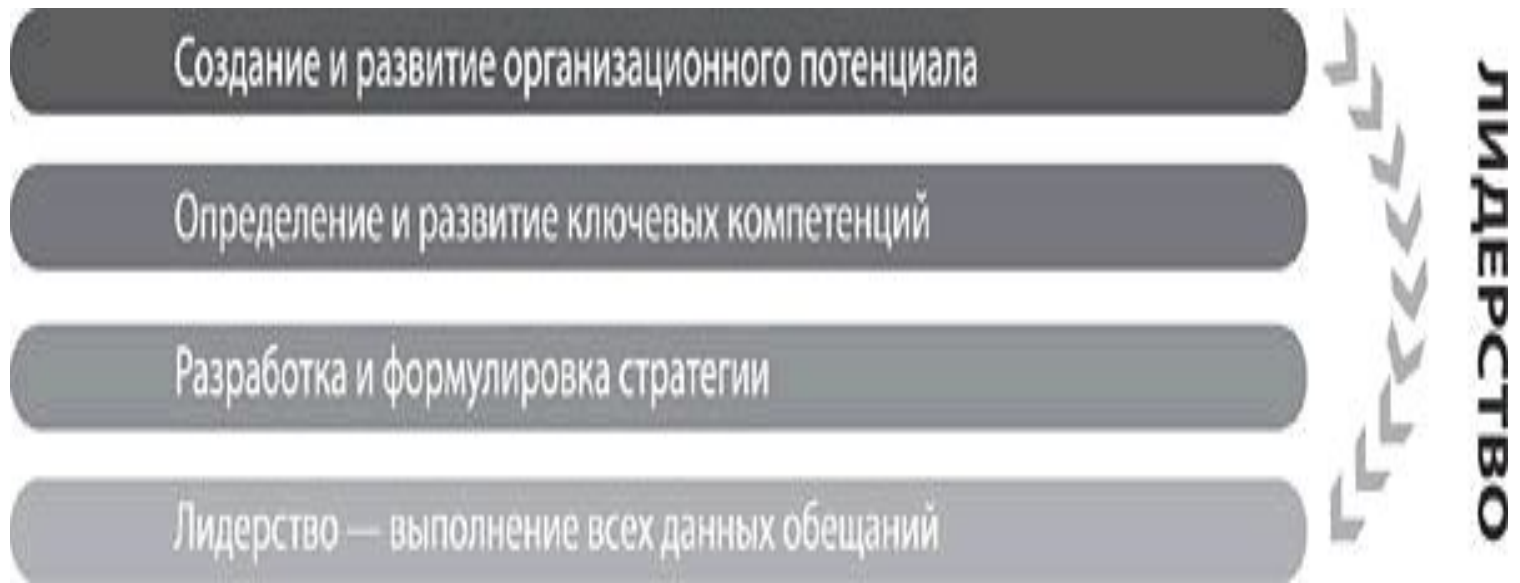 Создание и развитие организационного потенциала
Определение и развитие ключевых компетенций
Разработка и формулировка стратегии
Лидерство — выполнение всех данных обещаний
ЛИДЕРСТВО